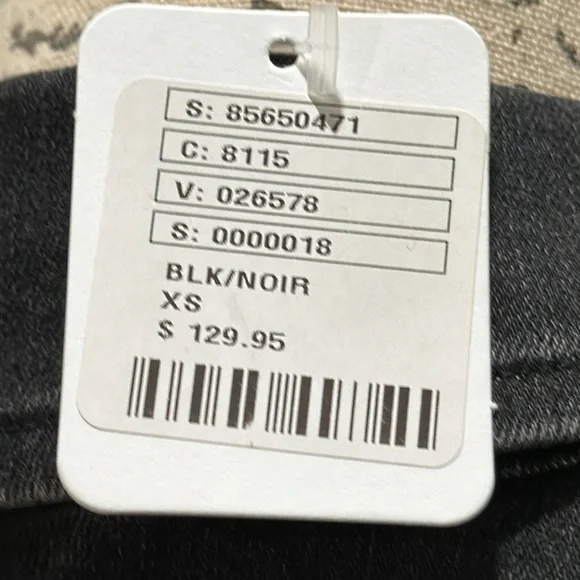 S: 85650471
C: 8115
V: 026578
S: 0000018
BLK/NOIR
XS
$ 129.95